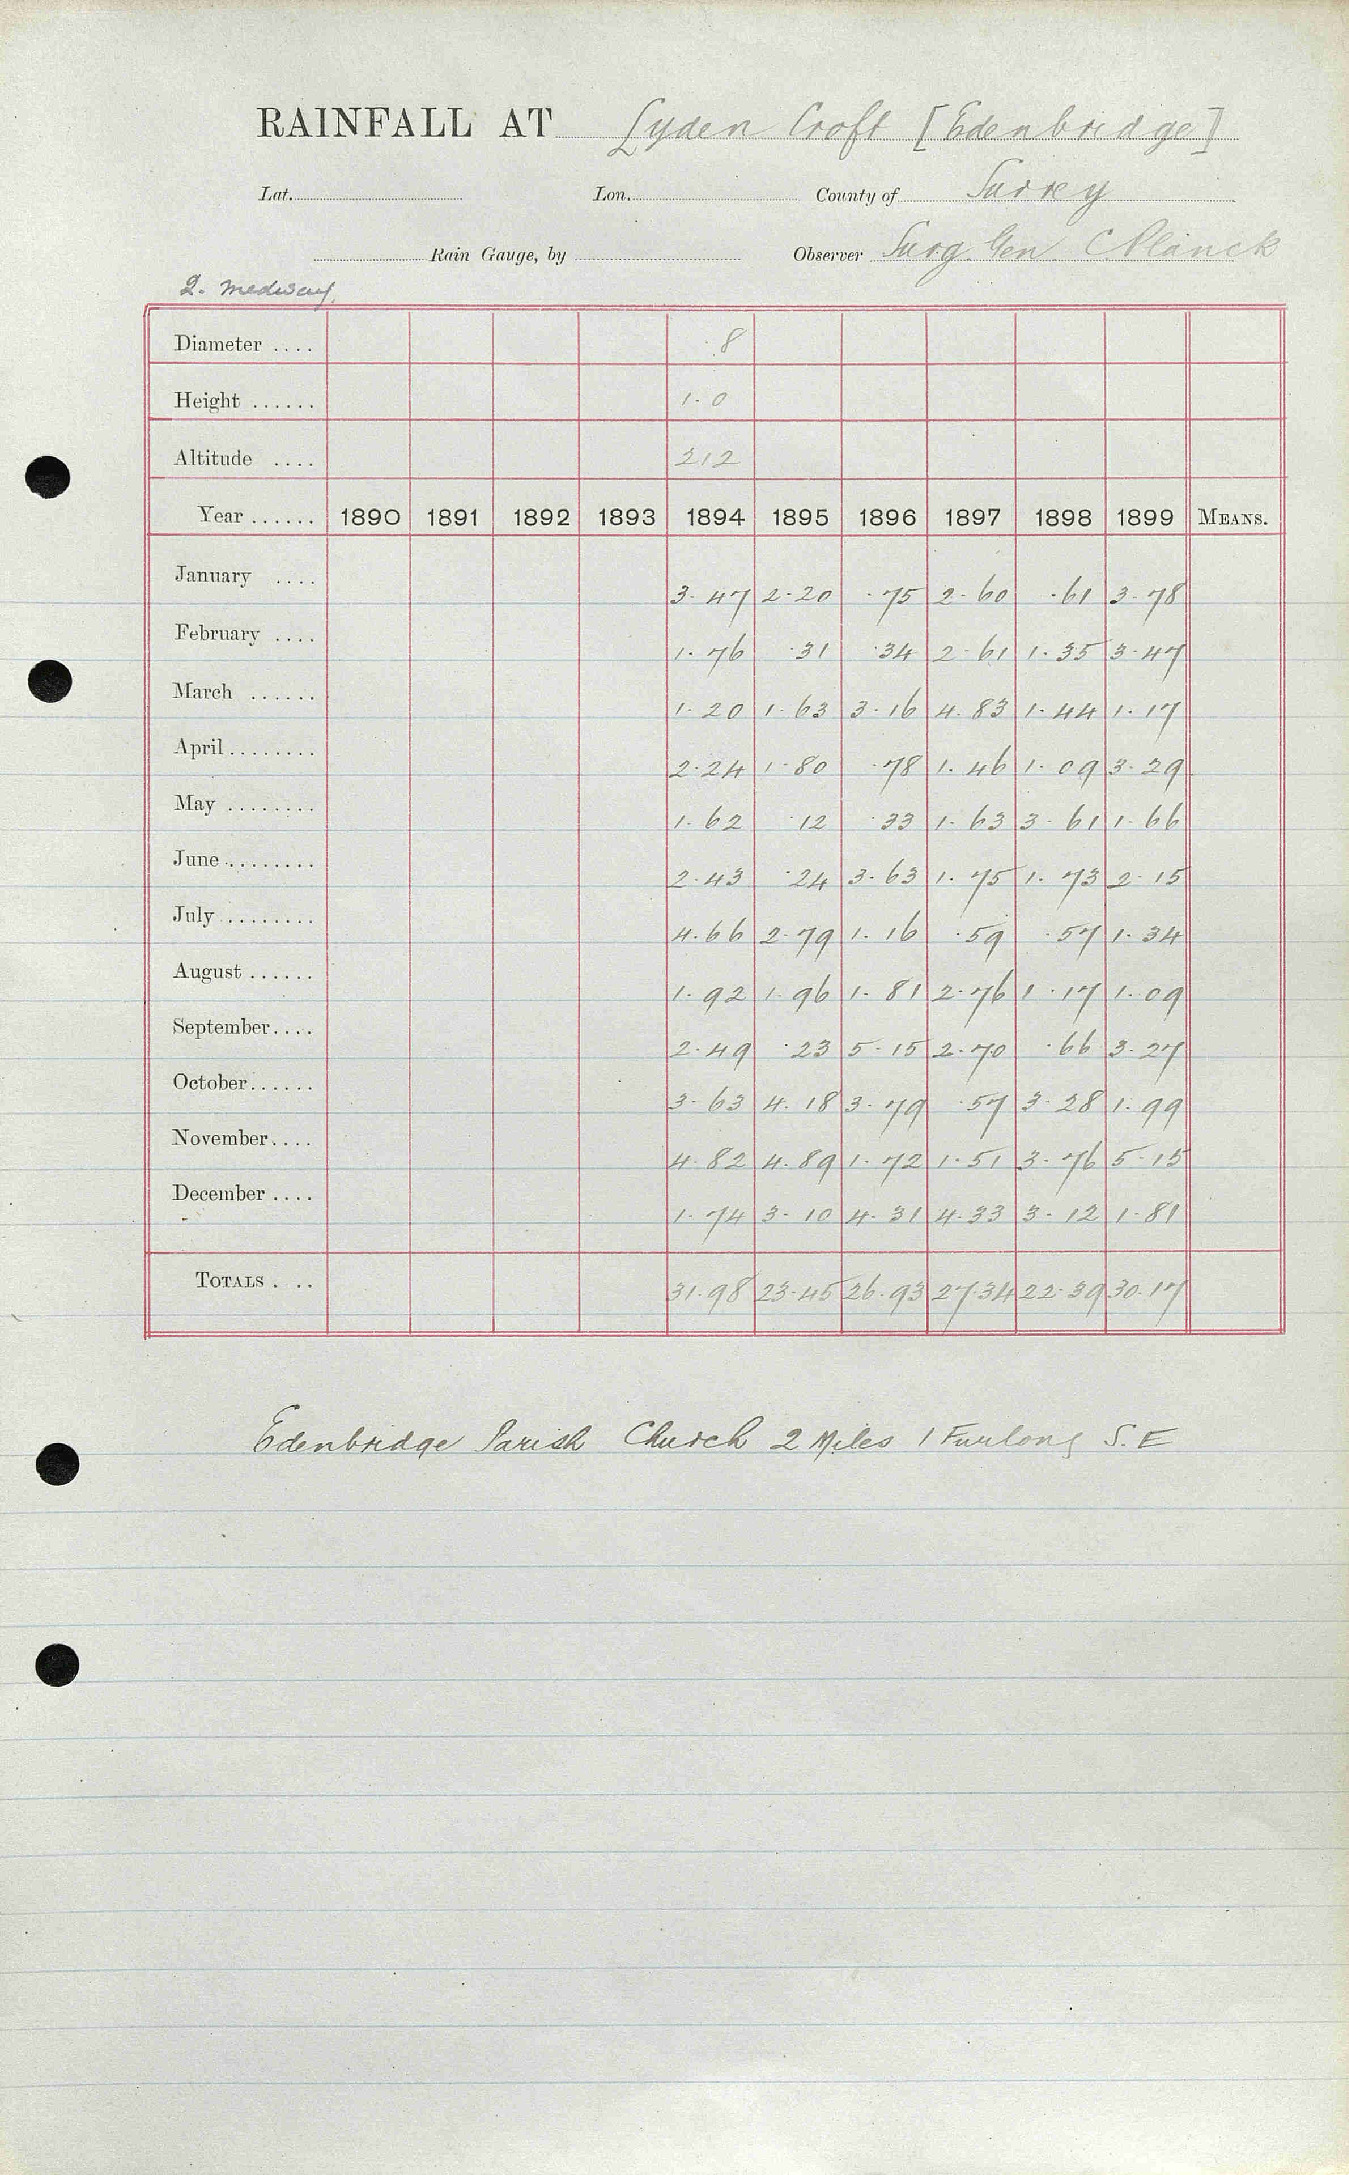 RAINFALL AT Lyden Croft [Edenbridge]
Lat. Lon. County of Surrey
Rain Gauge, by Observer Surg. Gen C Planck
2. Medway
Diameter .... 8
Height ...... 1.0
Altitude .... 212
Year ...... 1890 1891 1892 1893 1894 1895 1896 1897 1898 1899 MEANS.
January .... 3.47 2.20 .75 2.60 .61 3.78
February .... 1.76 .31 .34 2.61 1.35 3.47
March ...... 1.20 1.63 3.16 4.83 1.44 1.17
April ........ 2.24 1.80 .78 1.46 1.09 3.29
May ........ 1.62 .12 .33 1.63 3.61 1.66
June ........ 2.43 .24 3.63 1.75 1.73 2.15
July ........ 4.66 2.79 1.16 .59 .57 1.34
August ...... 1.92 1.96 1.81 2.76 1.17 1.09
September .... 2.49 .23 5.15 2.70 .66 3.27
October ...... 3.63 4.18 3.79 .57 3.28 1.99
November .... 4.82 4.89 1.72 1.51 3.76 5.15
December .... 1.74 3.10 4.31 4.33 3.12 1.81
TOTALS . .. 31.98 23.45 26.93 27.34 22.39 30.17
Edenbridge Parish Church 2 Miles 1 Furlong S.E